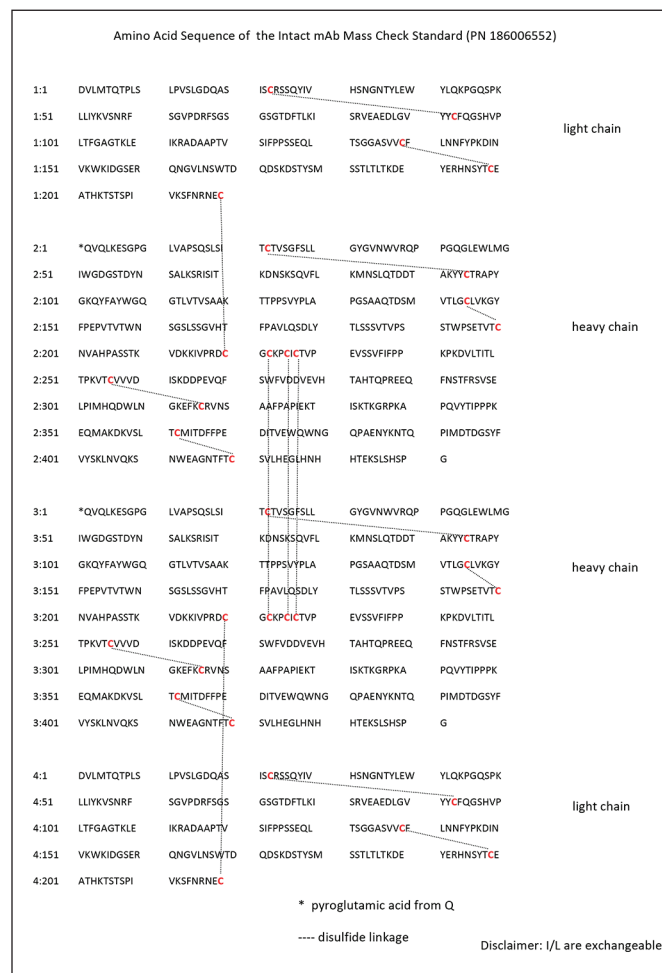 Amino Acid Sequence of the Intact mAb Mass Check Standard (PN 186006552)
1:1 DVLMTQTPLS LPVSLGDQAS ISCRSSQYIV HSNGNTYLEW YLQKPGQSPK
1:51 LLIYKVSNRF SGVPDRFSGS GSGTDFTLKI SRVEAEDLGV YYCFQGSHVP
light chain
1:101 LTFGAGTKLE IKRADAAPTV SIFPPSSEQL TSGGASVVCF LNNFYPKDIN
1:151 VKWKIDGSER QNGVLNSWTD QDSKDSTYSM SSTLTLTKDE YERHNSYTCE
1:201 ATHKTSTSPI VKSFNRNEC
2:1 *QVQLKESGPG LVAPSQSLSI TCTVSGFSLL GYGVNWVRQP PGQGLEWLMG
2:51 IWGDGSTDYN SALKSRISIT KDNSKSQVFL KMNSLQTDDT AKYYCTRAPY
2:101 GKQYFAYWGQ GTLVTVSAAK TTPPSVYPLA PGSAAQTDSM VTLGCLVKGY
2:151 FPEPVTVTWN SGSLSSGVHT FPAVLQSDLY TLSSSVTVPS STWPSETVTC
heavy chain
2:201 NVAHPASSTK VDKKIVPRDC GCKPCICTVP EVSSVFIFPP KPKDVLTITL
2:251 TPKVTCVVVD ISKDDPEVQF SWFVDDVEVH TAHTQPREEQ FNSTFRSVSE
2:301 LPIMHQDWLN GKEFKCRVNS AAFPAPIEKT ISKTKGRPKA PQVYTIPPPK
2:351 EQMAKDKVSL TCMITDFFPE DITVEWQWNG QPAENYKNTQ PIMDTDGSYF
2:401 VYSKLNVQKS NWEAGNTFTC SVLHEGLHNH HTEKSLSHSP G
3:1 *QVQLKESGPG LVAPSQSLSI TCTVSGFSLL GYGVNWVRQP PGQGLEWLMG
3:51 IWGDGSTDYN SALKSRISIT KDNSKSQVFL KMNSLQTDDT AKYYCTRAPY
3:101 GKQYFAYWGQ GTLVTVSAAK TTPPSVYPLA PGSAAQTDSM VTLGCLVKGY
heavy chain
3:151 FPEPVTVTWN SGSLSSGVHT FPAVLQSDLY TLSSSVTVPS STWPSETVTC
3:201 NVAHPASSTK VDKKIVPRDC GCKPCICTVP EVSSVFIFPP KPKDVLTITL
3:251 TPKVTCVVVD ISKDDPEVQF SWFVDDVEVH TAHTQPREEQ FNSTFRSVSE
3:301 LPIMHQDWLN GKEFKCRVNS AAFPAPIEKT ISKTKGRPKA PQVYTIPPPK
3:351 EQMAKDKVSL TCMITDFFPE DITVEWQWNG QPAENYKNTQ PIMDTDGSYF
3:401 VYSKLNVQKS NWEAGNTFTC SVLHEGLHNH HTEKSLSHSP G
4:1 DVLMTQTPLS LPVSLGDQAS ISCRSSQYIV HSNGNTYLEW YLQKPGQSPK
4:51 LLIYKVSNRF SGVPDRFSGS GSGTDFTLKI SRVEAEDLGV YYCFQGSHVP
light chain
4:101 LTFGAGTKLE IKRADAAPTV SIFPPSSEQL TSGGASVVCF LNNFYPKDIN
4:151 VKWKIDGSER QNGVLNSWTD QDSKDSTYSM SSTLTLTKDE YERHNSYTCE
4:201 ATHKTSTSPI VKSFNRNEC
* pyroglutamic acid from Q
---- disulfide linkage
Disclaimer: I/L are exchangeable